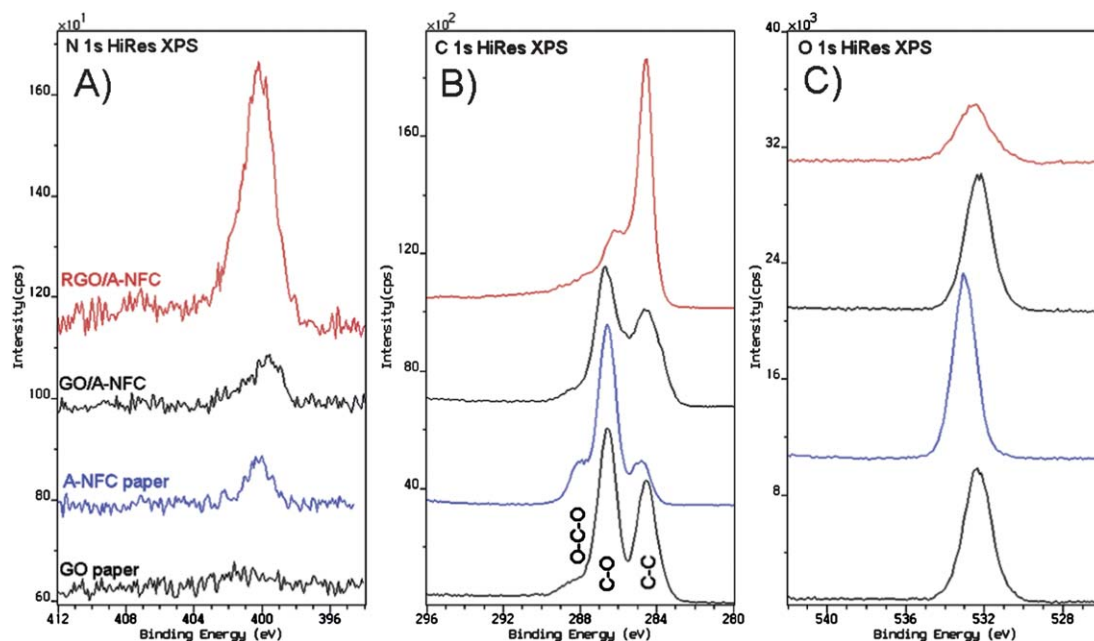 ×10¹
N 1s HiRes XPS
A)
160
140
120
100
80
60
Intensity(cps)
RGO/A-NFC
GO/A-NFC
A-NFC paper
GO paper
412
408
404
400
396
Binding Energy (eV)
×10²
C 1s HiRes XPS
B)
160
120
80
40
Intensity(cps)
O-C-O
C-O
C-C
296
292
288
284
280
Binding Energy (eV)
40 ×10³
O 1s HiRes XPS
C)
32
24
16
8
Intensity(cps)
540
536
532
528
Binding Energy (eV)